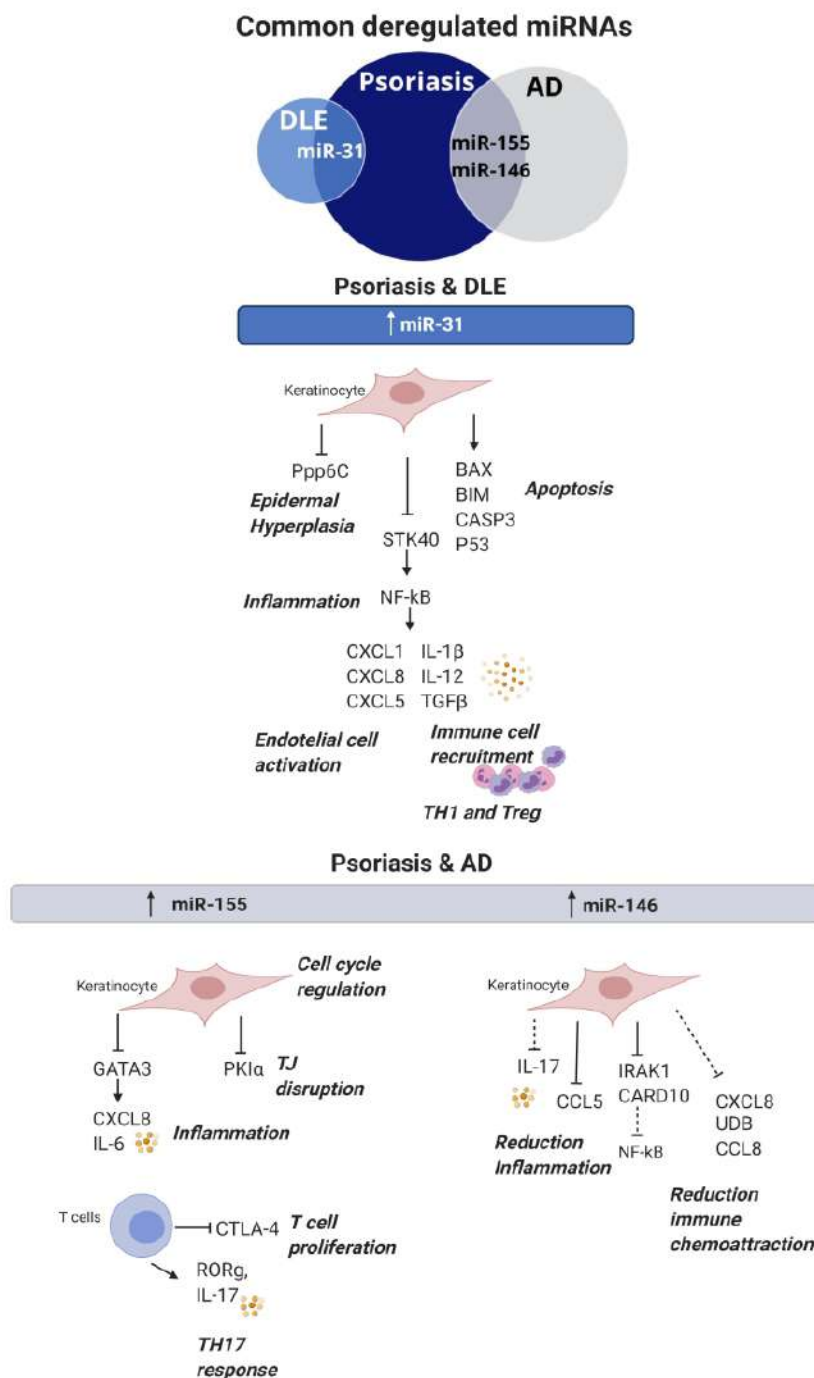 Common deregulated miRNAs
Psoriasis
AD
DLE
miR-31
miR-155
miR-146
Psoriasis & DLE
↑ miR-31
Keratinocyte
Ppp6C
Epidermal
Hyperplasia
STK40
BAX
BIM
CASP3
P53
Apoptosis
Inflammation
NF-kB
CXCL1 IL-1β
CXCL8 IL-12
CXCL5 TGFβ
Endotelial cell
activation
Immune cell
recruitment
TH1 and Treg
Psoriasis & AD
↑ miR-155
↑ miR-146
Keratinocyte
Cell cycle
regulation
GATA3
PKIα
TJ
disruption
CXCL8
IL-6
Inflammation
T cells
CTLA-4
T cell
proliferation
RORg,
IL-17
TH17
response
Keratinocyte
IL-17
CCL5
IRAK1
CARD10
NF-kB
CXCL8
UDB
CCL8
Reduction
Inflammation
Reduction
immune
chemoattraction